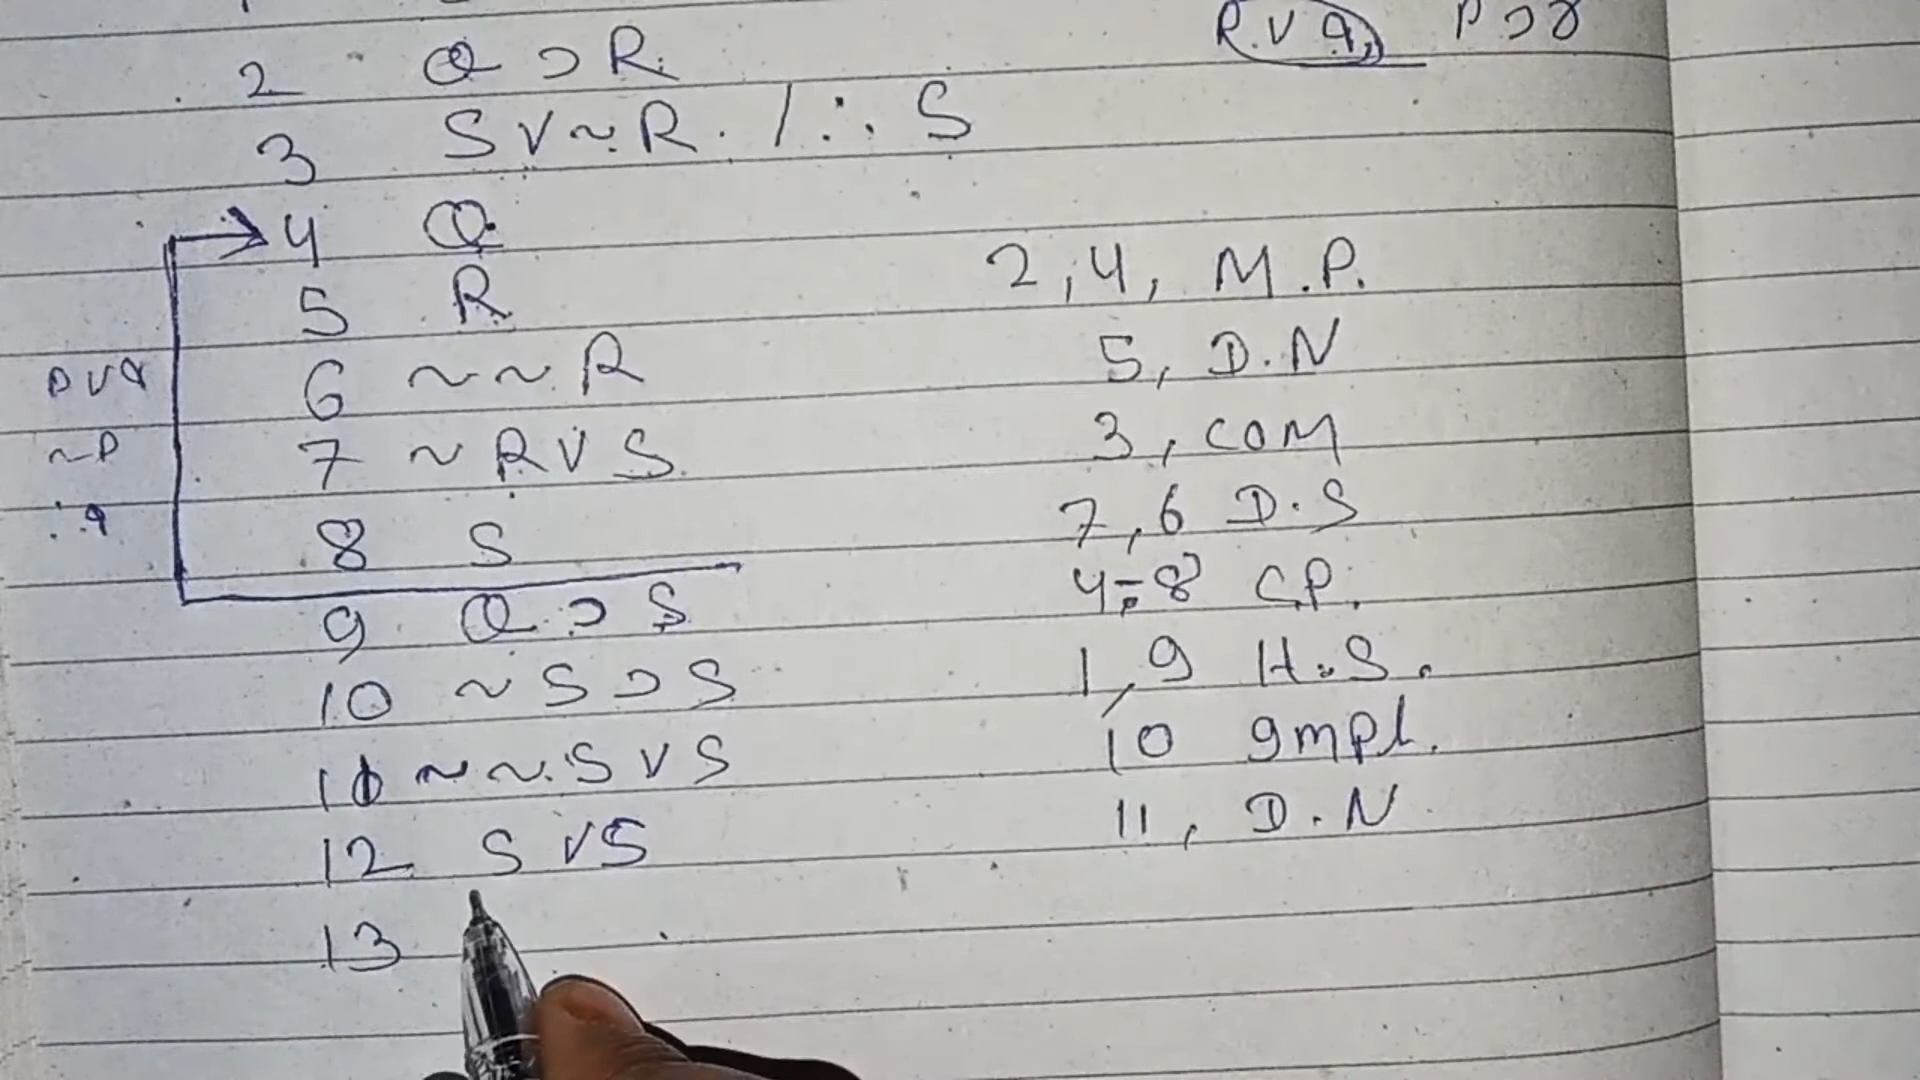 R v q, P ⊃ q
2 Q ⊃ R
3 S v ~ R. / ∴ S
4 Q
5 R 2, 4, M.P.
6 ~ ~ R 5, D.N
7 ~ R v S 3, COM
8 S 7, 6 D.S
9 Q ⊃ S 4-8 C.P.
10 ~ S ⊃ S 1, 9 H.S.
11 ~ ~ S v S 10 Impl.
12 S v S 11, D.N
13
P v q
~ P
∴ q